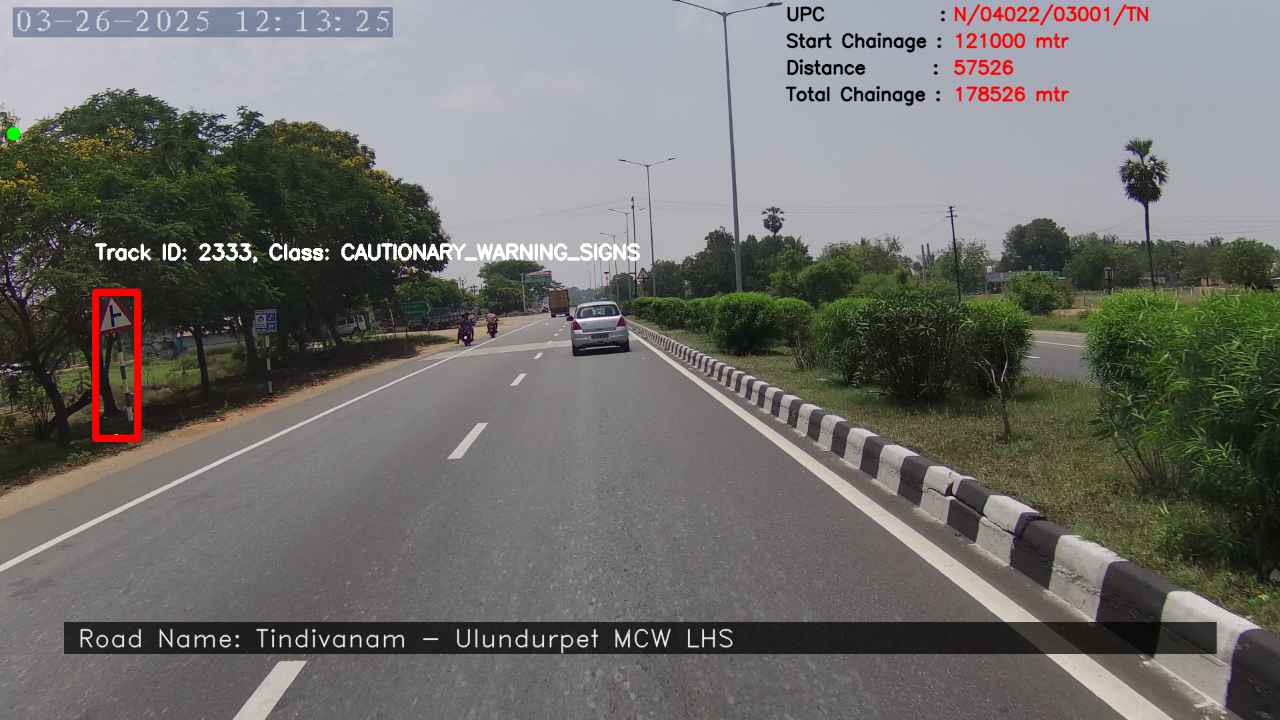 03-26-2025 12:13:25
UPC : N/04022/03001/TN
Start Chainage : 121000 mtr
Distance : 57526
Total Chainage : 178526 mtr
Track ID: 2333, Class: CAUTIONARY_WARNING_SIGNS
Road Name: Tindivanam - Ulundurpet MCW LHS